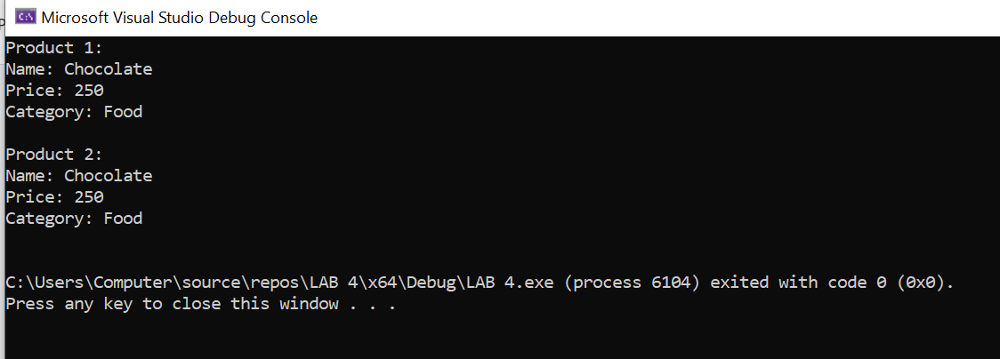 Microsoft Visual Studio Debug Console
Product 1:
Name: Chocolate
Price: 250
Category: Food
Product 2:
Name: Chocolate
Price: 250
Category: Food
C:\Users\Computer\source\repos\LAB 4\x64\Debug\LAB 4.exe (process 6104) exited with code 0 (0x0).
Press any key to close this window . . .